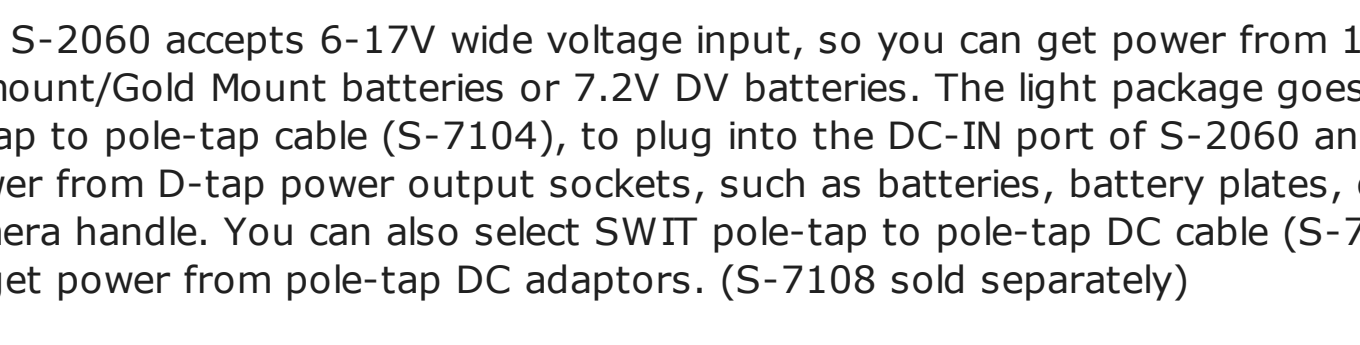 S-2060 accepts 6-17V wide voltage input, so you can get power from 1
ount/Gold Mount batteries or 7.2V DV batteries. The light package goes
ap to pole-tap cable (S-7104), to plug into the DC-IN port of S-2060 an
er from D-tap power output sockets, such as batteries, battery plates,
era handle. You can also select SWIT pole-tap to pole-tap DC cable (S-7
get power from pole-tap DC adaptors. (S-7108 sold separately)